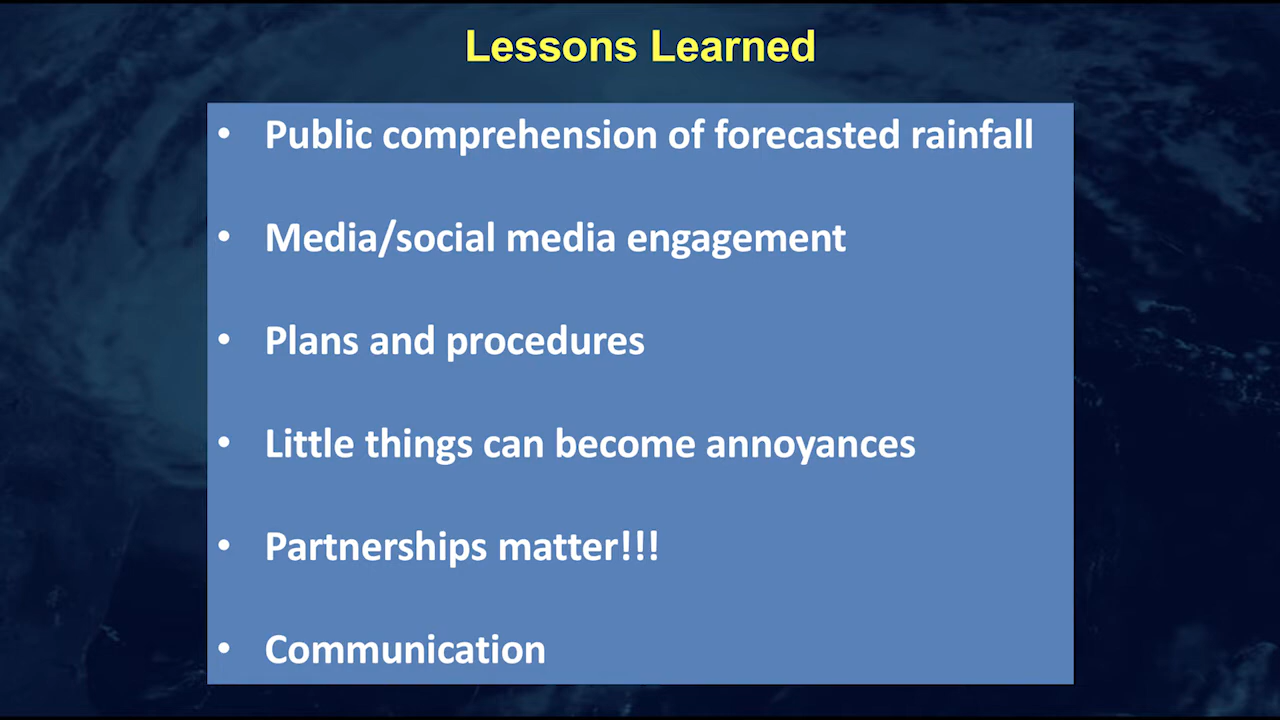 Lessons Learned
• Public comprehension of forecasted rainfall
• Media/social media engagement
• Plans and procedures
• Little things can become annoyances
• Partnerships matter!!!
• Communication